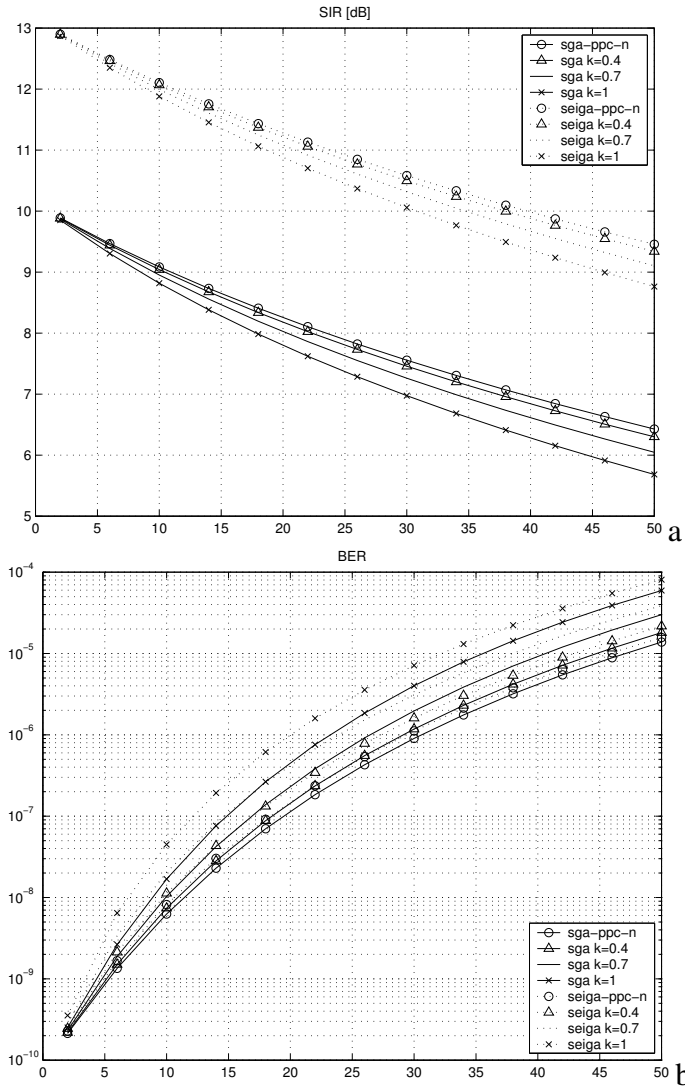 SIR [dB]
13
12
11
10
9
8
7
6
5
0 5 10 15 20 25 30 35 40 45 50
sga-ppc-n
sga k=0.4
sga k=0.7
sga k=1
seiga-ppc-n
seiga k=0.4
seiga k=0.7
seiga k=1
a
BER
10⁻⁴
10⁻⁵
10⁻⁶
10⁻⁷
10⁻⁸
10⁻⁹
10⁻¹⁰
0 5 10 15 20 25 30 35 40 45 50
sga-ppc-n
sga k=0.4
sga k=0.7
sga k=1
seiga-ppc-n
seiga k=0.4
seiga k=0.7
seiga k=1
b